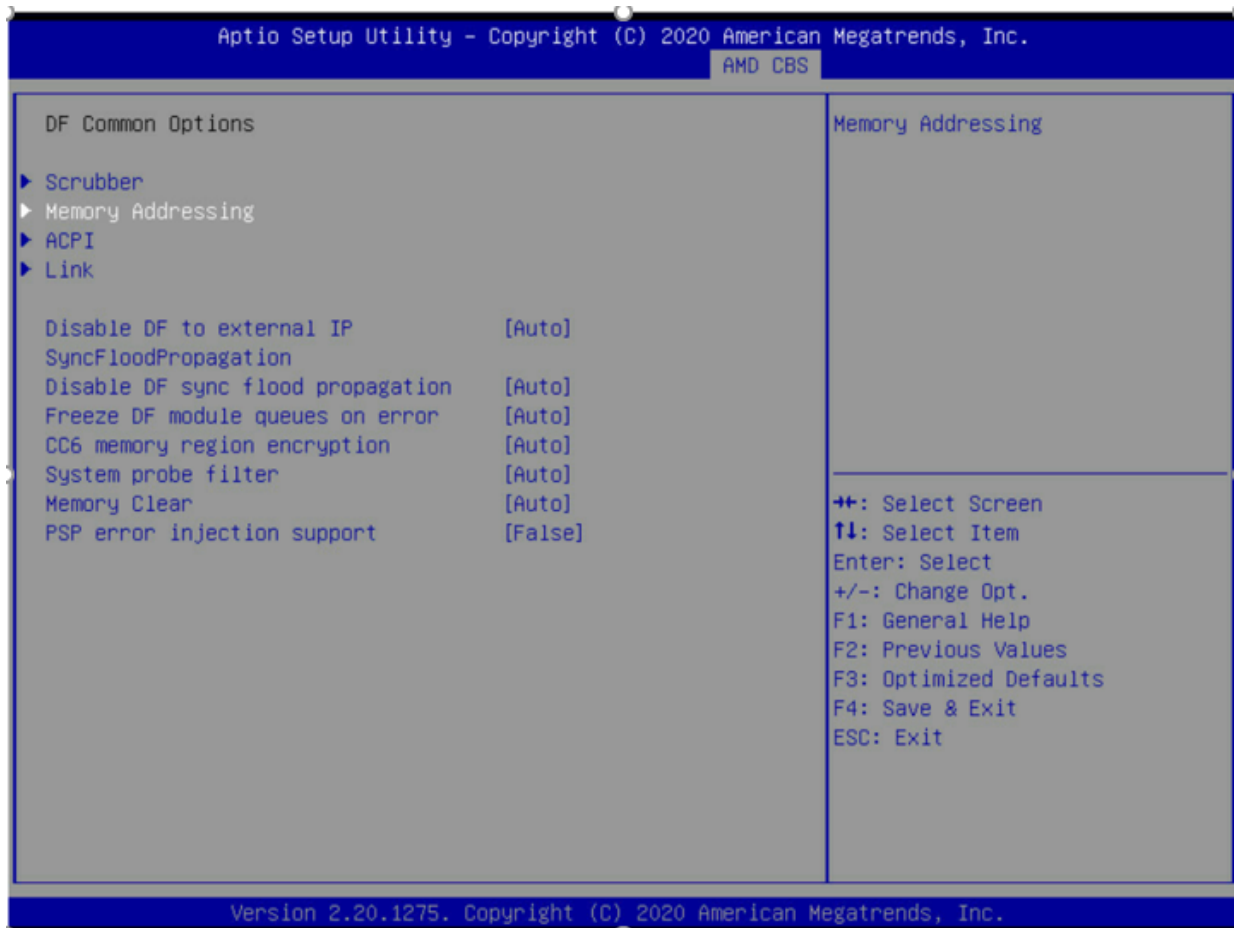 Aptio Setup Utility – Copyright (C) 2020 American Megatrends, Inc.
AMD CBS
DF Common Options
Scrubber
Memory Addressing
ACPI
Link
Disable DF to external IP [Auto]
SyncFloodPropagation
Disable DF sync flood propagation [Auto]
Freeze DF module queues on error [Auto]
CC6 memory region encryption [Auto]
System probe filter [Auto]
Memory Clear [Auto]
PSP error injection support [False]
Memory Addressing
→←: Select Screen
↑↓: Select Item
Enter: Select
+/-: Change Opt.
F1: General Help
F2: Previous Values
F3: Optimized Defaults
F4: Save & Exit
ESC: Exit
Version 2.20.1275. Copyright (C) 2020 American Megatrends, Inc.